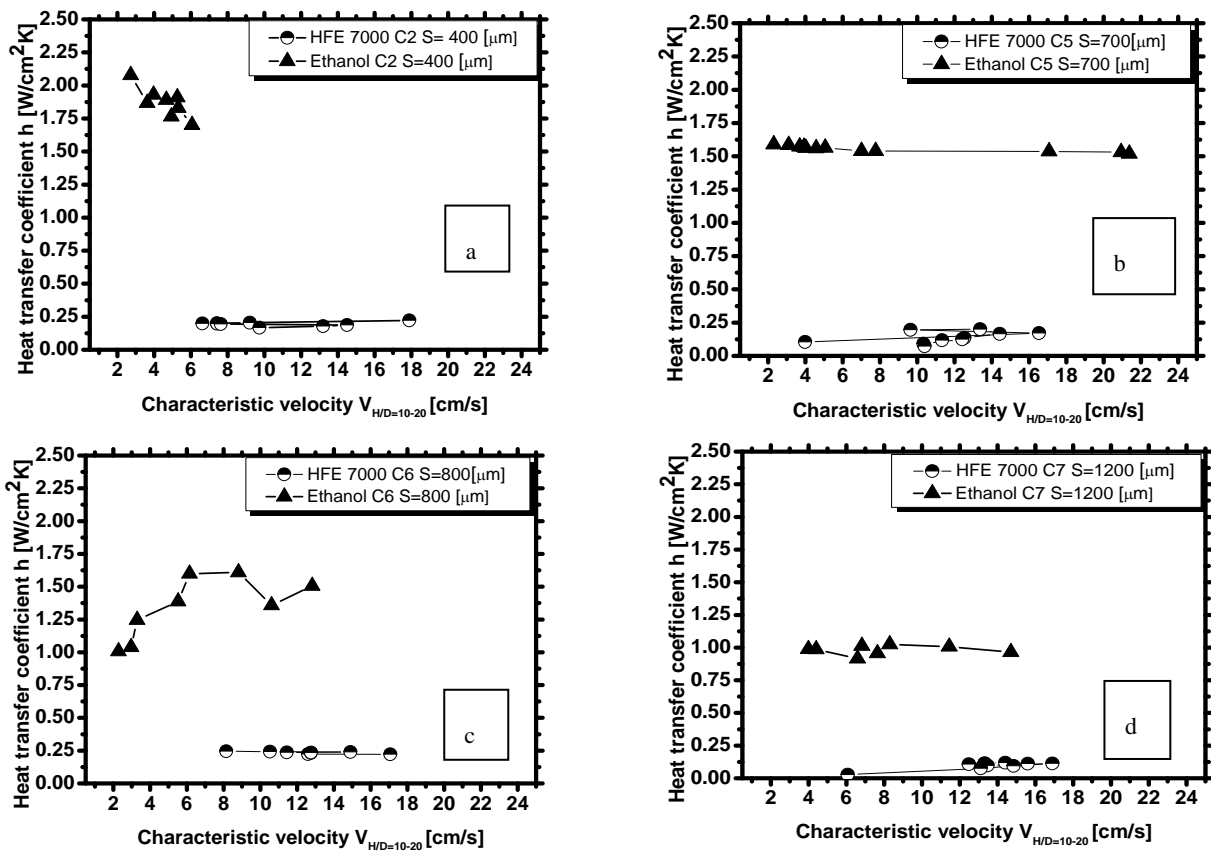 HFE 7000 C2 S= 400 [μm]
Ethanol C2 S=400 [μm]
Heat transfer coefficient h [W/cm²K]
2.50
2.25
2.00
1.75
1.50
1.25
1.00
0.75
0.50
0.25
0.00
a
2 4 6 8 10 12 14 16 18 20 22 24
Characteristic velocity V_{H/D=10-20} [cm/s]
HFE 7000 C5 S=700[μm]
Ethanol C5 S=700 [μm]
Heat transfer coefficient h [W/cm²K]
2.50
2.25
2.00
1.75
1.50
1.25
1.00
0.75
0.50
0.25
0.00
b
2 4 6 8 10 12 14 16 18 20 22 24
Characteristic velocity V_{H/D=10-20} [cm/s]
HFE 7000 C6 S=800[μm]
Ethanol C6 S=800 [μm]
Heat transfer coefficient h [W/cm²K]
2.50
2.25
2.00
1.75
1.50
1.25
1.00
0.75
0.50
0.25
0.00
c
2 4 6 8 10 12 14 16 18 20 22 24
Characteristic velocity V_{H/D=10-20} [cm/s]
HFE 7000 C7 S=1200 [μm]
Ethanol C7 S=1200 [μm]
Heat transfer coefficient h [W/cm²K]
2.50
2.25
2.00
1.75
1.50
1.25
1.00
0.75
0.50
0.25
0.00
d
2 4 6 8 10 12 14 16 18 20 22 24
Characteristic velocity V_{H/D=10-20} [cm/s]